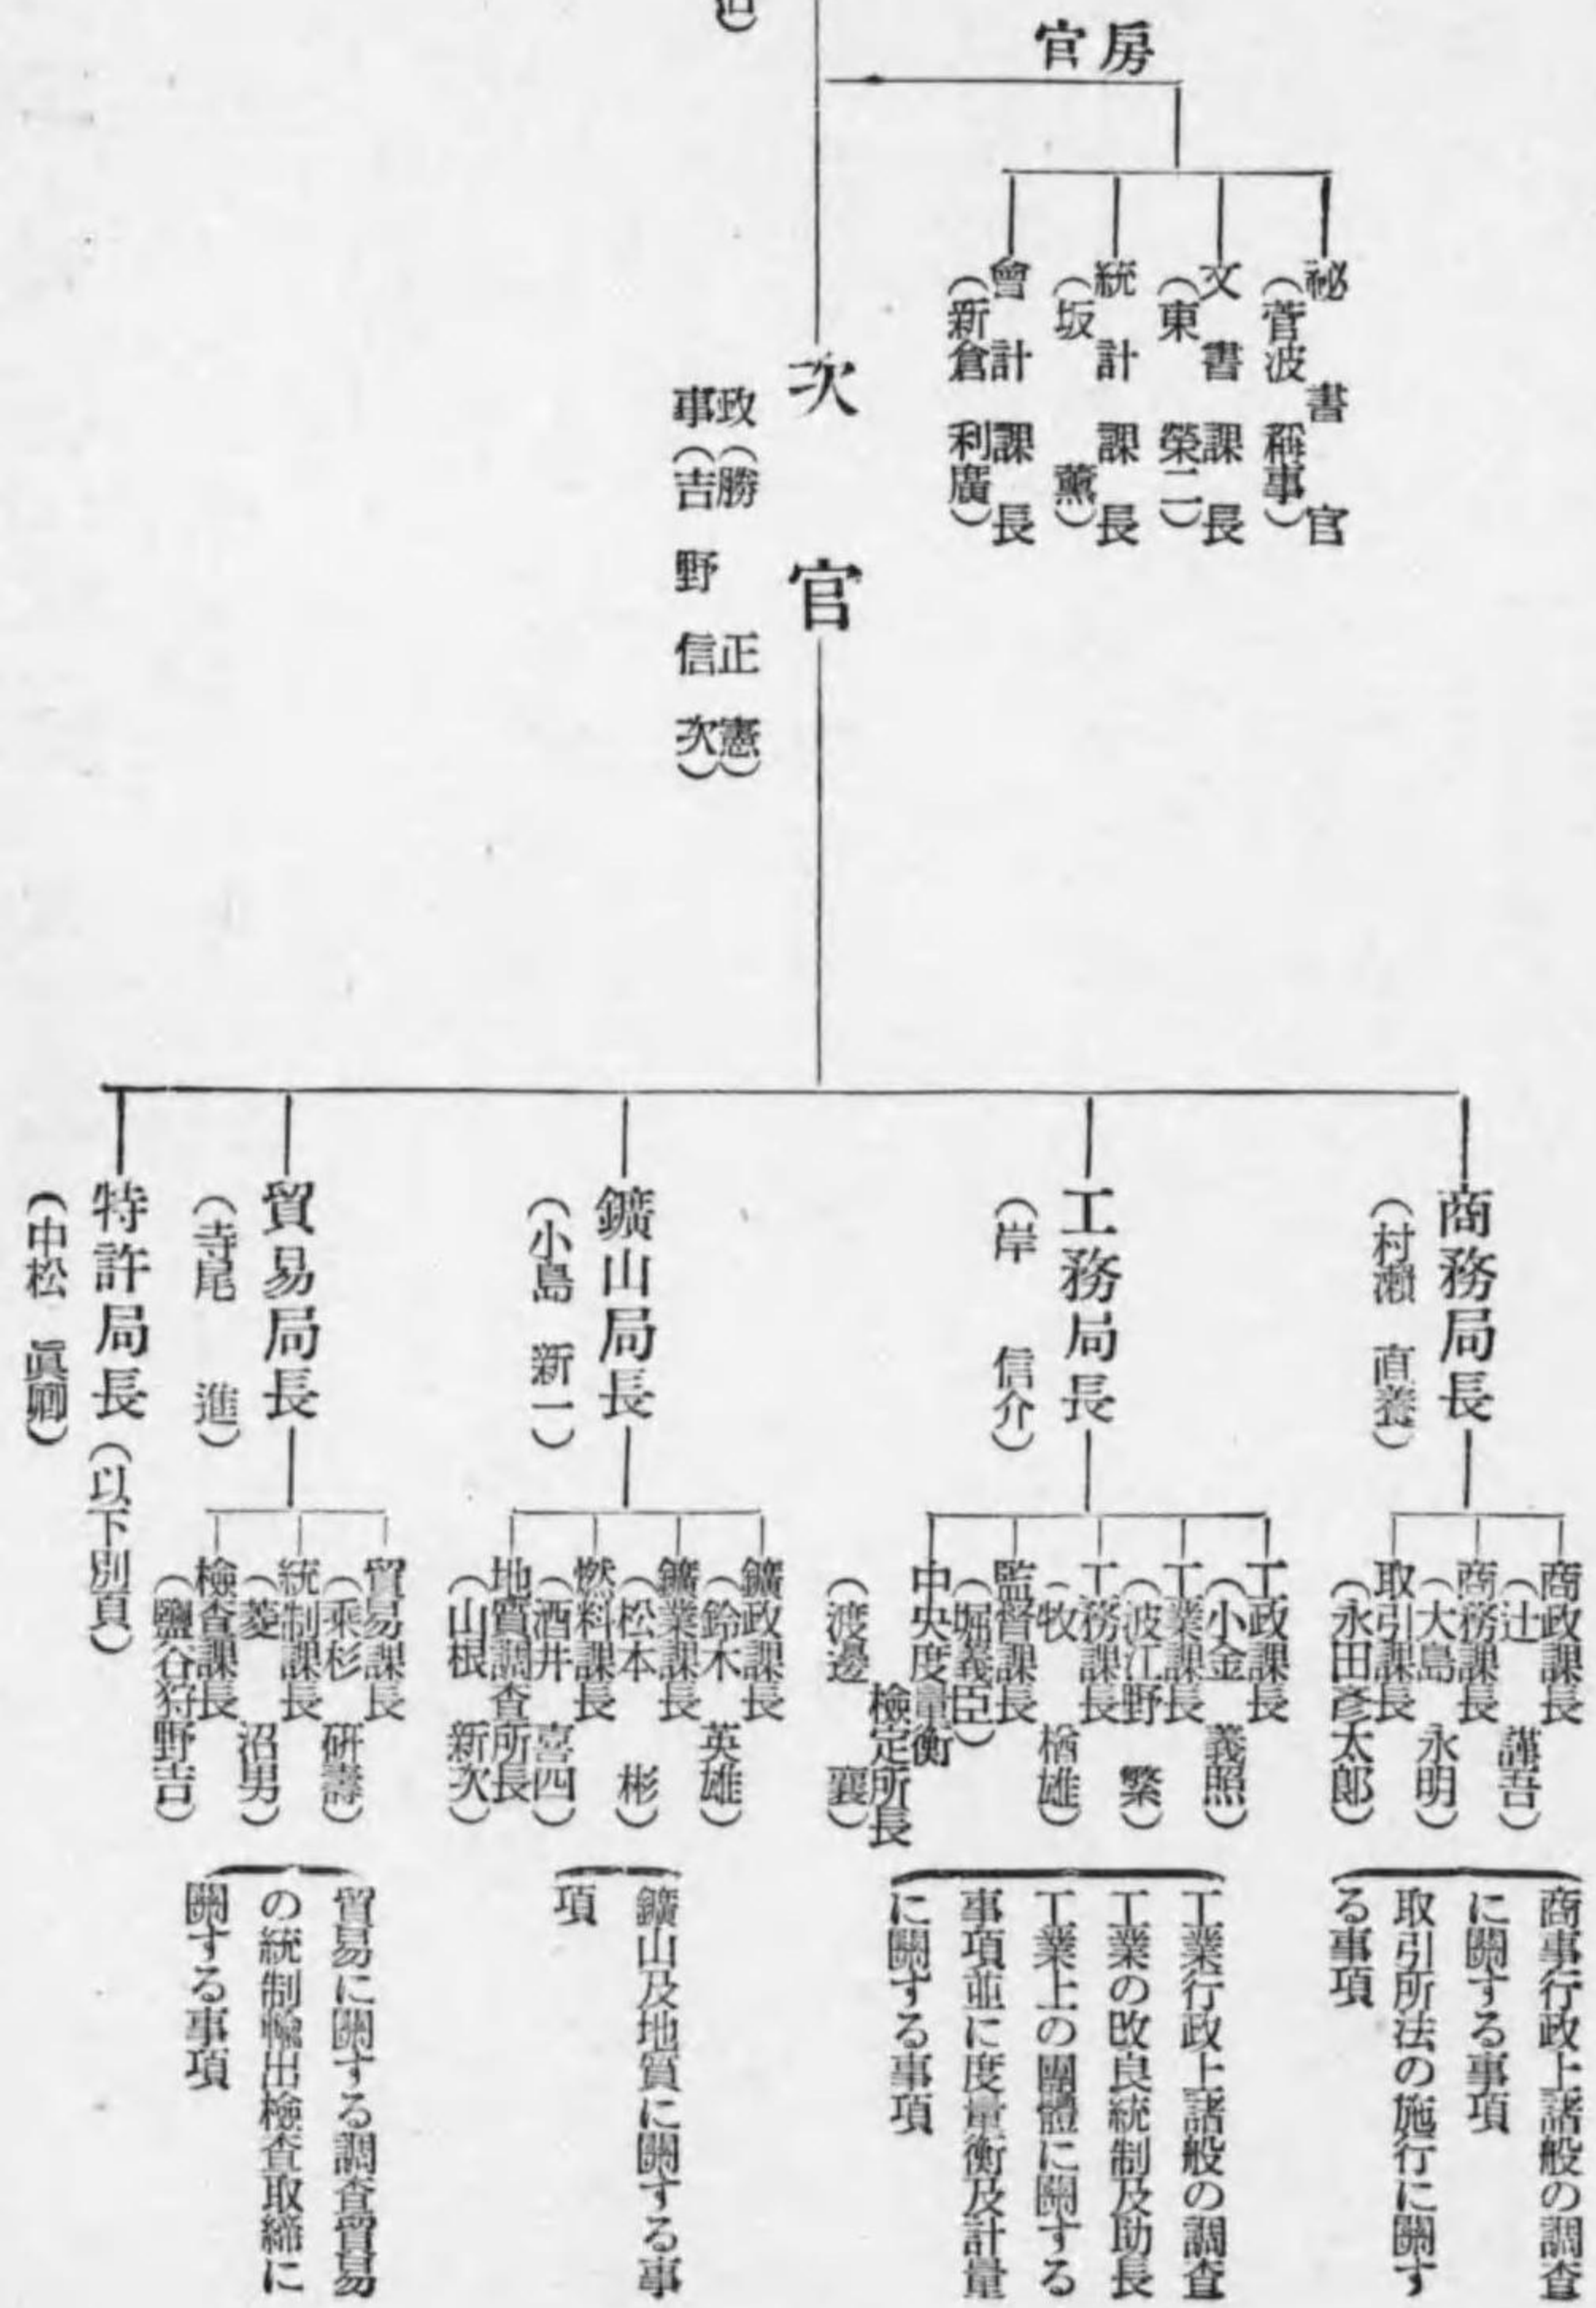 官房
祕書官
（菅波稱事）
文書課長
（東榮二）
統計課長
（坂薫）
會計課長
（新倉利廣）
次官
政（勝正憲）
事（吉野信次）
商務局長
（村瀨直養）
商政課長
（辻謹吾）
商務課長
（大島永明）
取引課長
（永田彥太郞）
商事行政上諸般の調査
に關する事項
取引所法の施行に關す
る事項
工務局長
（岸信介）
工政課長
（小金義照）
工業課長
（波江野繁）
工務課長
（牧楢雄）
監督課長
（堀義臣）
中央度量衡
檢定所長
（渡邊襄）
工業行政上諸般の調査
工業の改良統制及助長
工業上の團體に關する
事項並に度量衡及計量
に關する事項
鑛山局長
（小島新一）
鑛政課長
（鈴木英雄）
鑛業課長
（松本彬）
燃料課長
（酒井喜四）
地質調査所長
（山根新次）
鑛山及地質に關する事
項
貿易局長
（寺尾進）
貿易課長
（乘杉硏壽）
統制課長
（菱沼男）
檢査課長
（鹽谷狩野吉）
貿易に關する調査貿易
の統制輸出檢査取締に
關する事項
特許局長（以下別頁）
（中松眞卿）